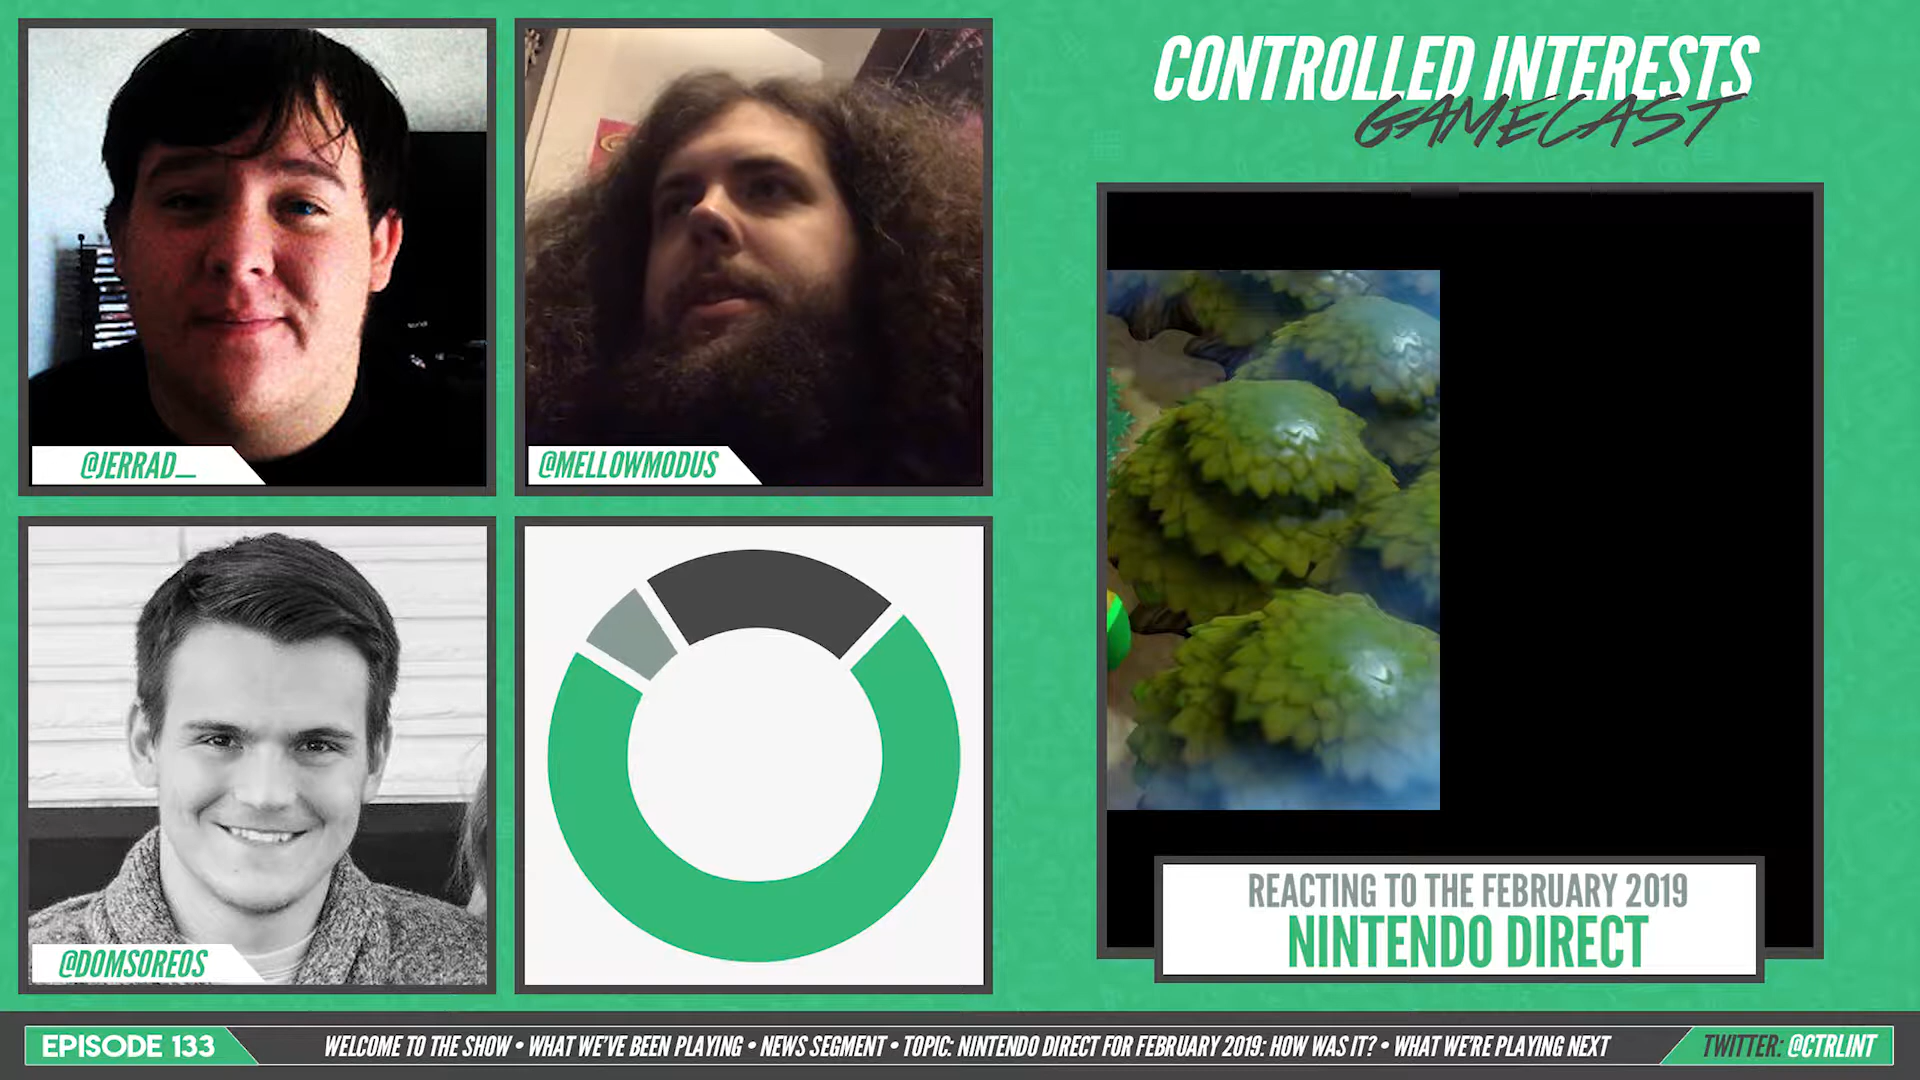 CONTROLLED INTERESTS
GAMECAST
@JERRAD_
@MELLOWMODUS
@DOMSOREOS
REACTING TO THE FEBRUARY 2019
NINTENDO DIRECT
EPISODE 133
WELCOME TO THE SHOW • WHAT WE'VE BEEN PLAYING • NEWS SEGMENT • TOPIC: NINTENDO DIRECT FOR FEBRUARY 2019: HOW WAS IT? • WHAT WE'RE PLAYING NEXT
TWITTER: @CTRLINT